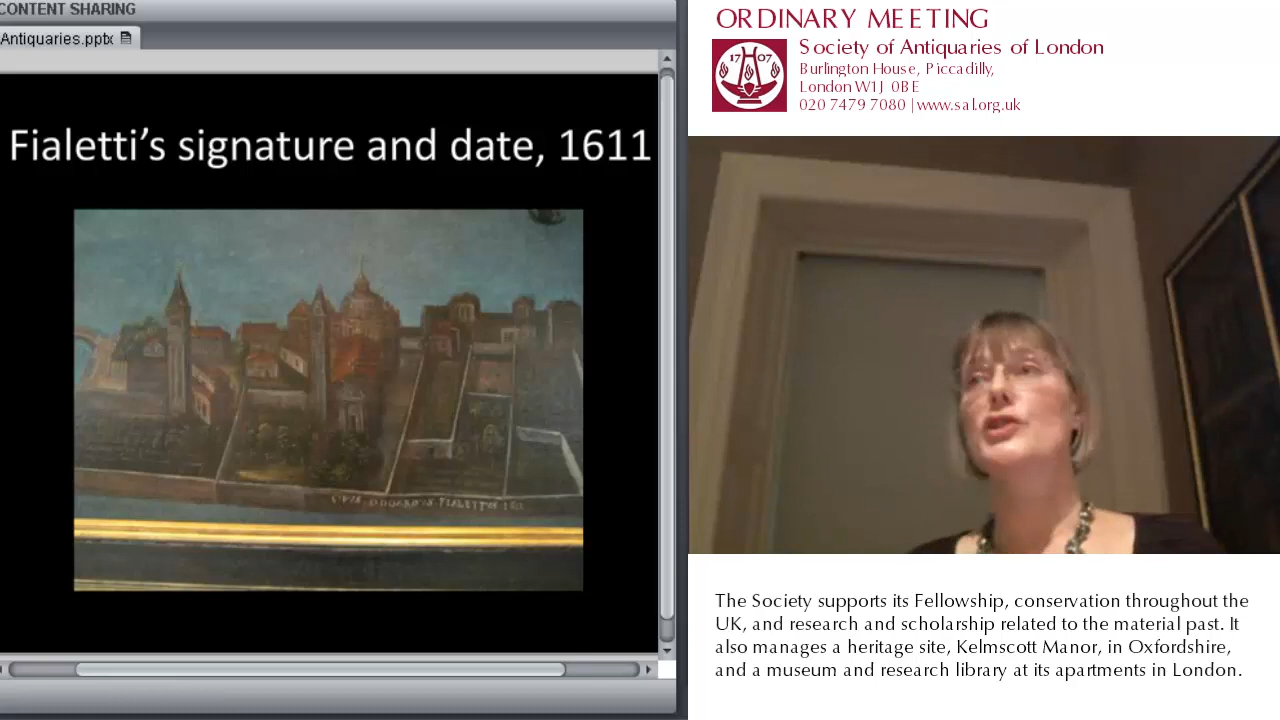 CONTENT SHARING
Antiquaries.pptx
Fialetti's signature and date, 1611
ORDINARY MEETING
Society of Antiquaries of London
17 07
Burlington House, Piccadilly,
London W1J 0BE
020 7479 7080 | www.sal.org.uk
The Society supports its Fellowship, conservation throughout the
UK, and research and scholarship related to the material past. It
also manages a heritage site, Kelmscott Manor, in Oxfordshire,
and a museum and research library at its apartments in London.